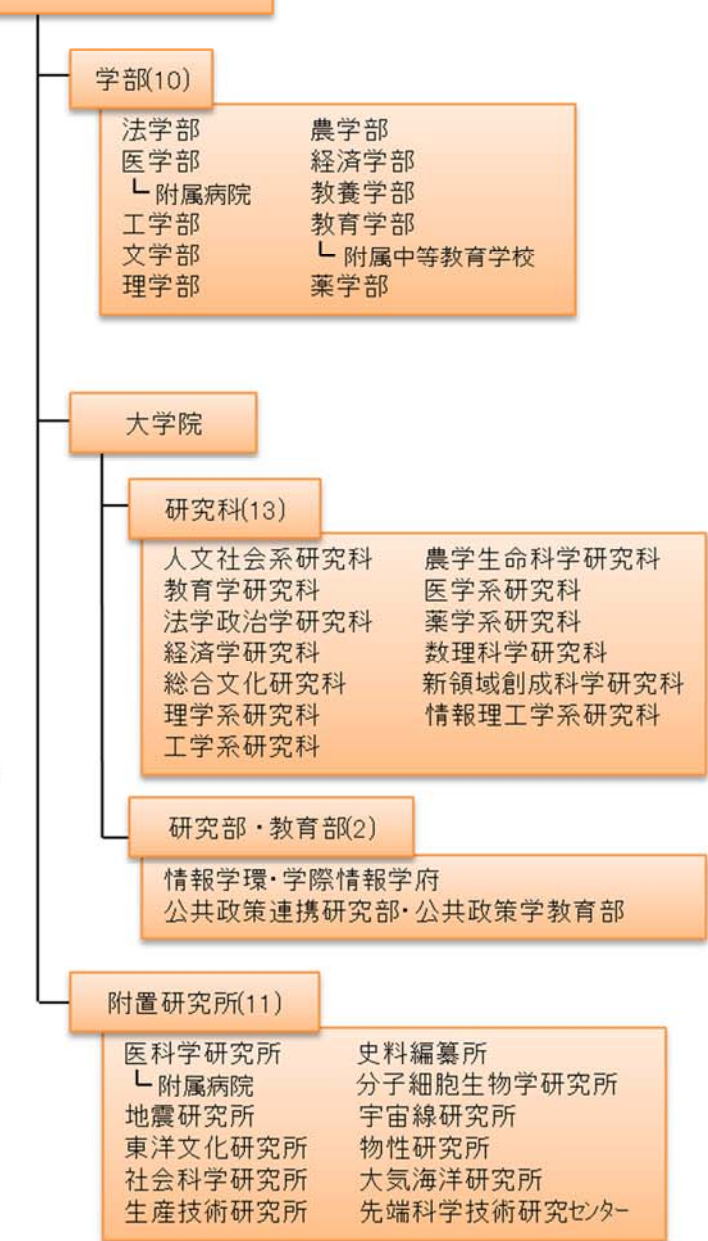 学部(10)
法学部
医学部
附属病院
工学部
文学部
理学部
農学部
経済学部
教養学部
教育学部
附属中等教育学校
薬学部
大学院
研究科(13)
人文社会系研究科
教育学研究科
法学政治学研究科
経済学研究科
総合文化研究科
理学系研究科
工学系研究科
農学生命科学研究科
医学系研究科
薬学系研究科
数理科学研究科
新領域創成科学研究科
情報理工学系研究科
研究部・教育部(2)
情報学環・学際情報学府
公共政策連携研究部・公共政策学教育部
附置研究所(11)
医科学研究所
附属病院
地震研究所
東洋文化研究所
社会科学研究所
生産技術研究所
史料編纂所
分子細胞生物学研究所
宇宙線研究所
物性研究所
大気海洋研究所
先端科学技術研究センター